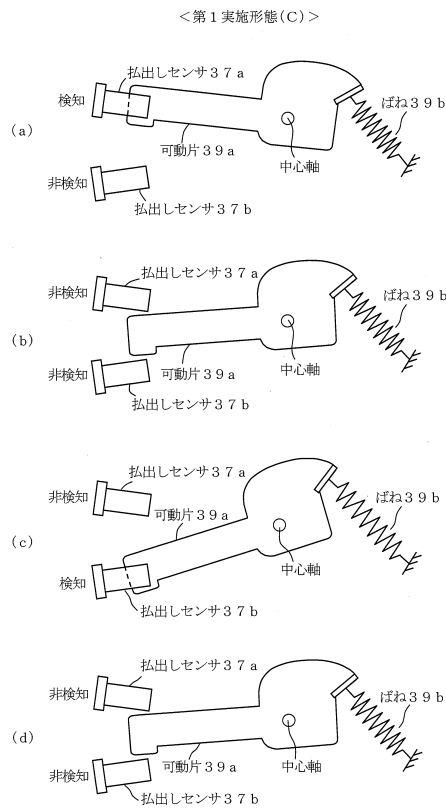 ＜第１実施形態（Ｃ）＞
払出しセンサ３７ａ
検知
ばね３９ｂ
（ａ）
可動片３９ａ
中心軸
非検知
払出しセンサ３７ｂ
払出しセンサ３７ａ
非検知
ばね３９ｂ
（ｂ）
中心軸
非検知
可動片３９ａ
払出しセンサ３７ｂ
払出しセンサ３７ａ
非検知
ばね３９ｂ
可動片３９ａ
（ｃ）
中心軸
検知
払出しセンサ３７ｂ
払出しセンサ３７ａ
非検知
ばね３９ｂ
（ｄ）
可動片３９ａ
中心軸
非検知
払出しセンサ３７ｂ